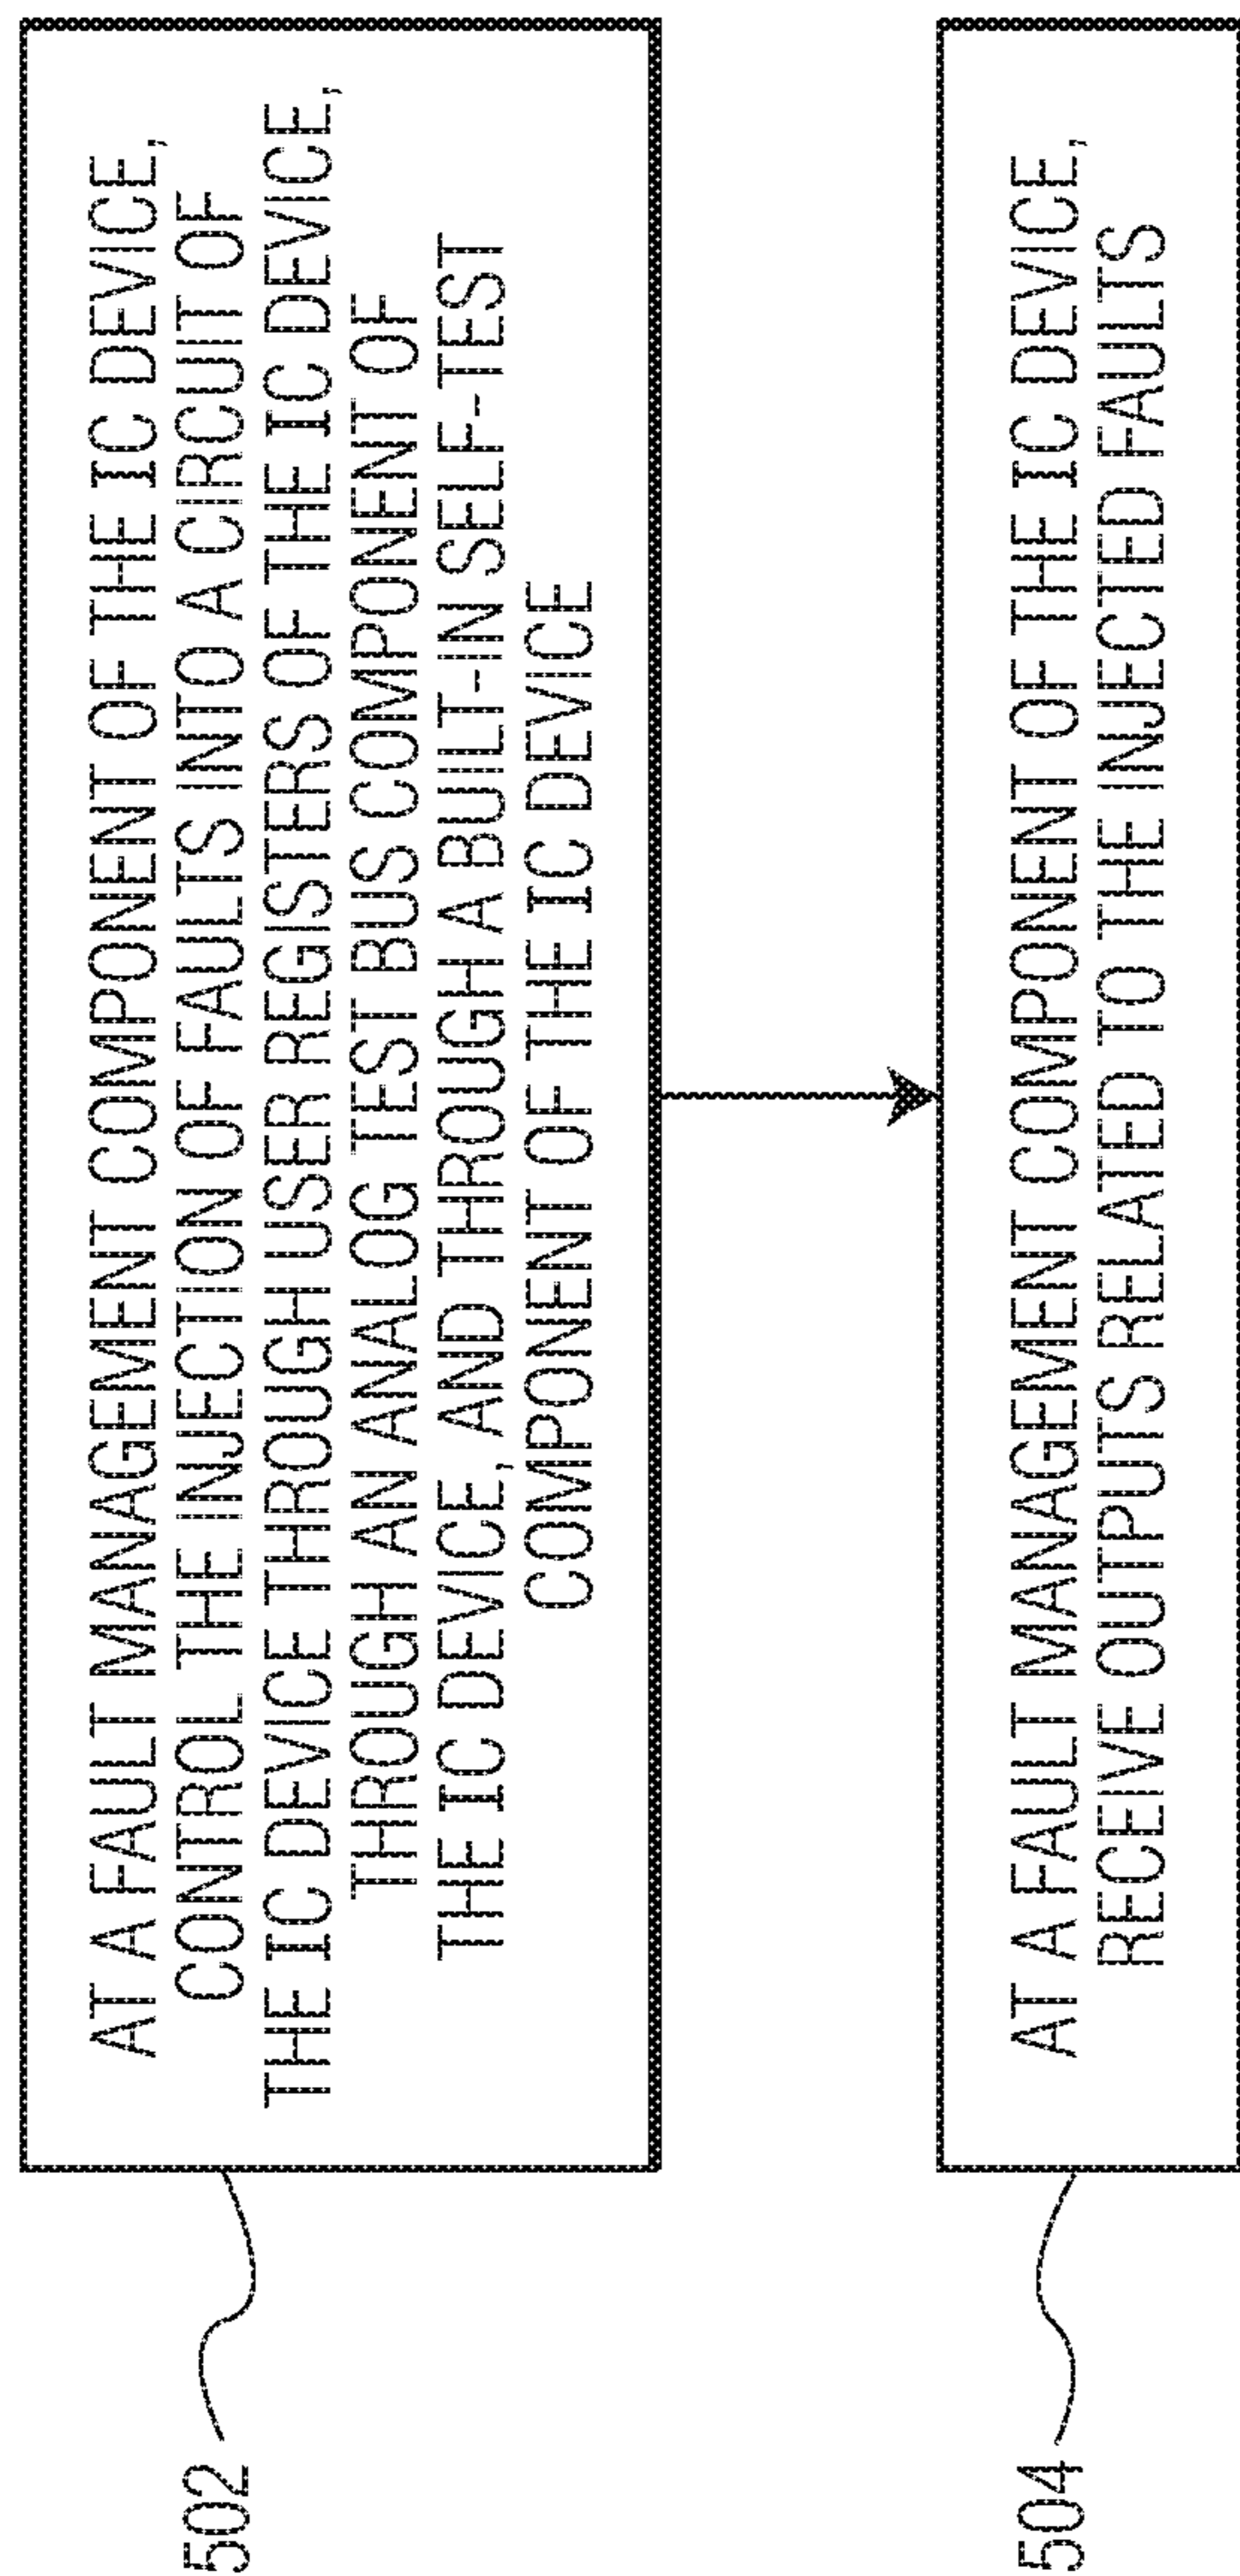 502
AT A FAULT MANAGEMENT COMPONENT OF THE IC DEVICE,
CONTROL THE INJECTION OF FAULTS INTO A CIRCUIT OF
THE IC DEVICE THROUGH USER REGISTERS OF THE IC DEVICE,
THROUGH AN ANALOG TEST BUS COMPONENT OF
THE IC DEVICE, AND THROUGH A BUILT-IN SELF-TEST
COMPONENT OF THE IC DEVICE
504
AT A FAULT MANAGEMENT COMPONENT OF THE IC DEVICE,
RECEIVE OUTPUTS RELATED TO THE INJECTED FAULTS